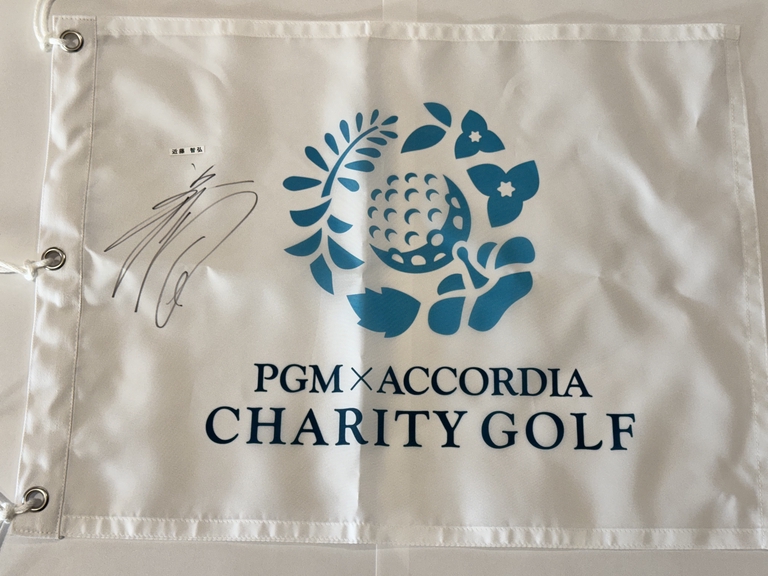 近藤 智弘
PGM×ACCORDIA
CHARITY GOLF